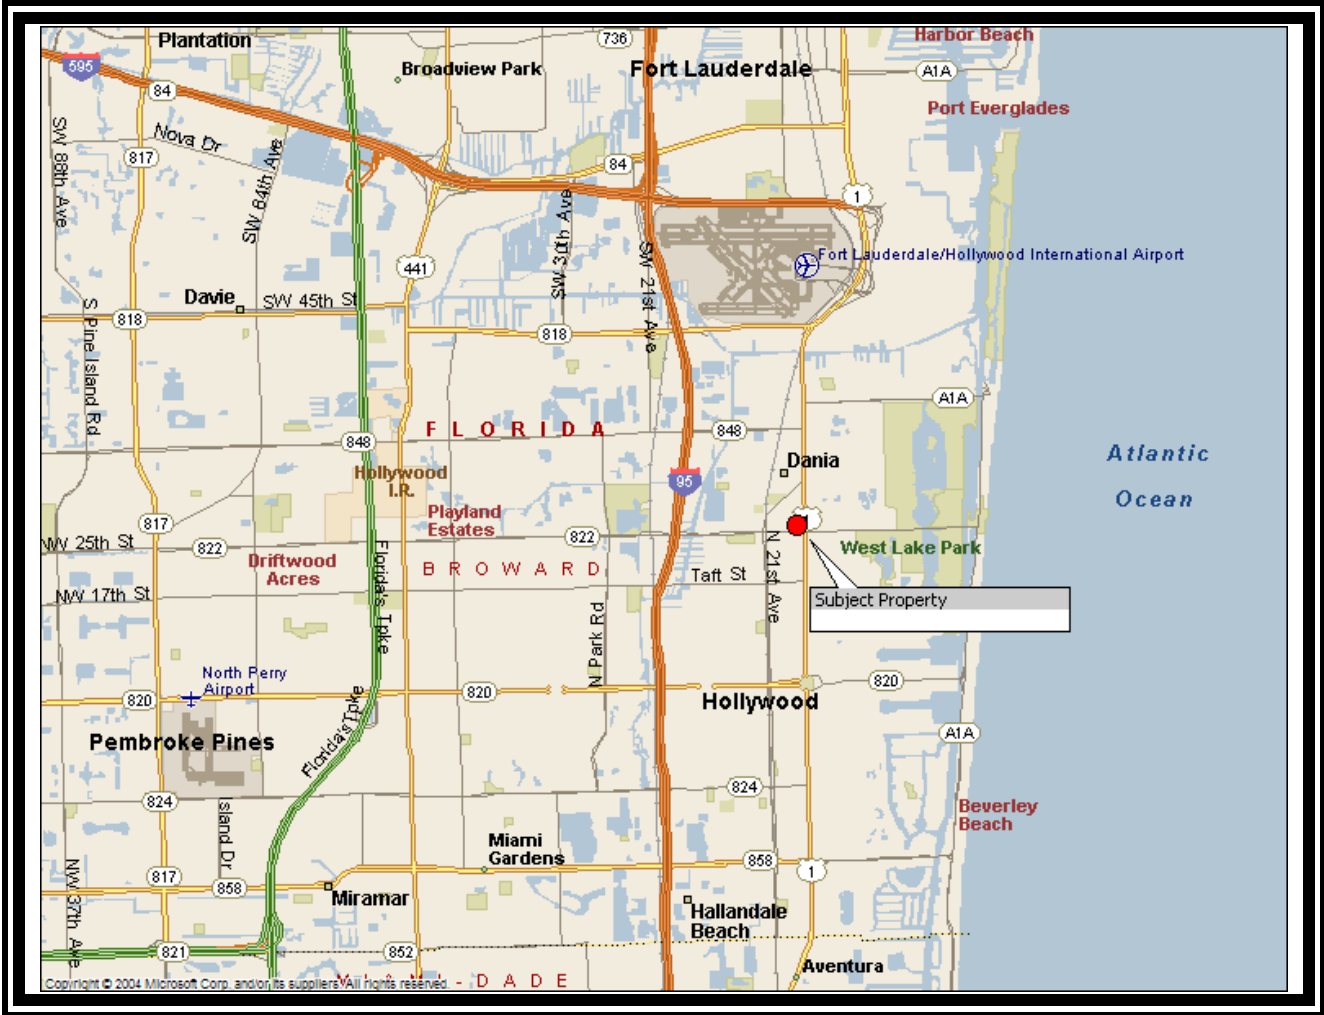 Plantation
736
Harbor Beach
595
Broadview Park
Fort Lauderdale
A1A
84
Port Everglades
SW 88th Ave
Nova Dr
817
SW 64th Ave
84
1
SW 30th Ave
SW 21st Ave
441
Fort Lauderdale/Hollywood International Airport
Davie
SW 45th St
S Pine Island Rd
818
818
A1A
FLORIDA
848
848
Atlantic
Ocean
Dania
Hollywood
I.R.
95
Playland
Estates
817
1
NW 25th St
822
822
West Lake Park
Driftwood
Acres
Florida's Tpke
BROWARD
Taft St
N 21st Ave
NW 17th St
Subject Property
N Park Rd
North Perry
Airport
820
820
820
Florida's Tpke
Hollywood
Pembroke Pines
A1A
824
824
Island Dr
Beverley
Beach
Miami
Gardens
858
1
NW 37th Ave
817
858
Miramar
Hallandale
Beach
821
852
Aventura
MIAMI-DADE
Copyright © 2004 Microsoft Corp. and/or its suppliers. All rights reserved.